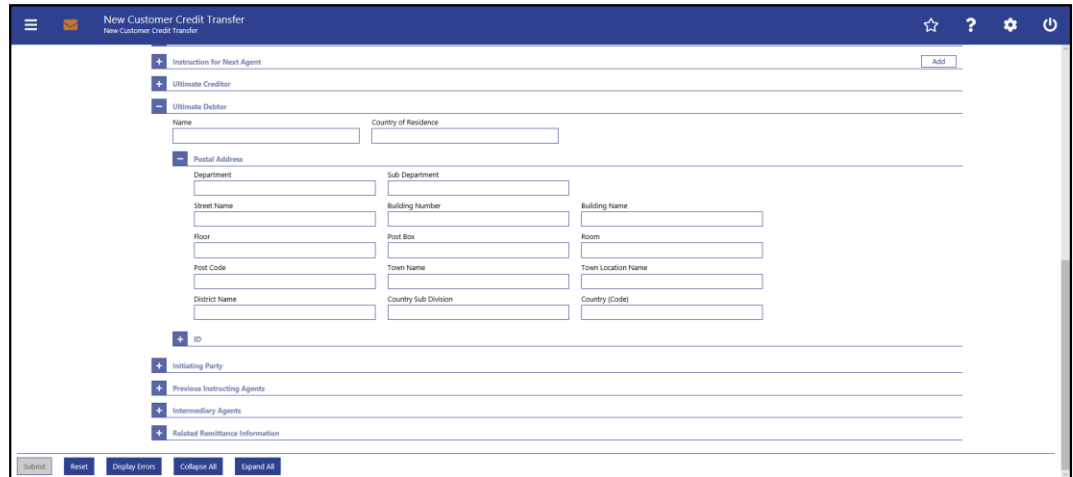 New Customer Credit Transfer
New Customer Credit Transfer
?
Instruction for Next Agent Add
Ultimate Creditor
Ultimate Debtor
Name Country of Residence
Postal Address
Department Sub Department
Street Name Building Number Building Name
Floor Post Box Room
Post Code Town Name Town Location Name
District Name Country Sub Division Country (Code)
ID
Initiating Party
Previous Instructing Agents
Intermediary Agents
Related Remittance Information
Submit Reset Display Errors Collapse All Expand All